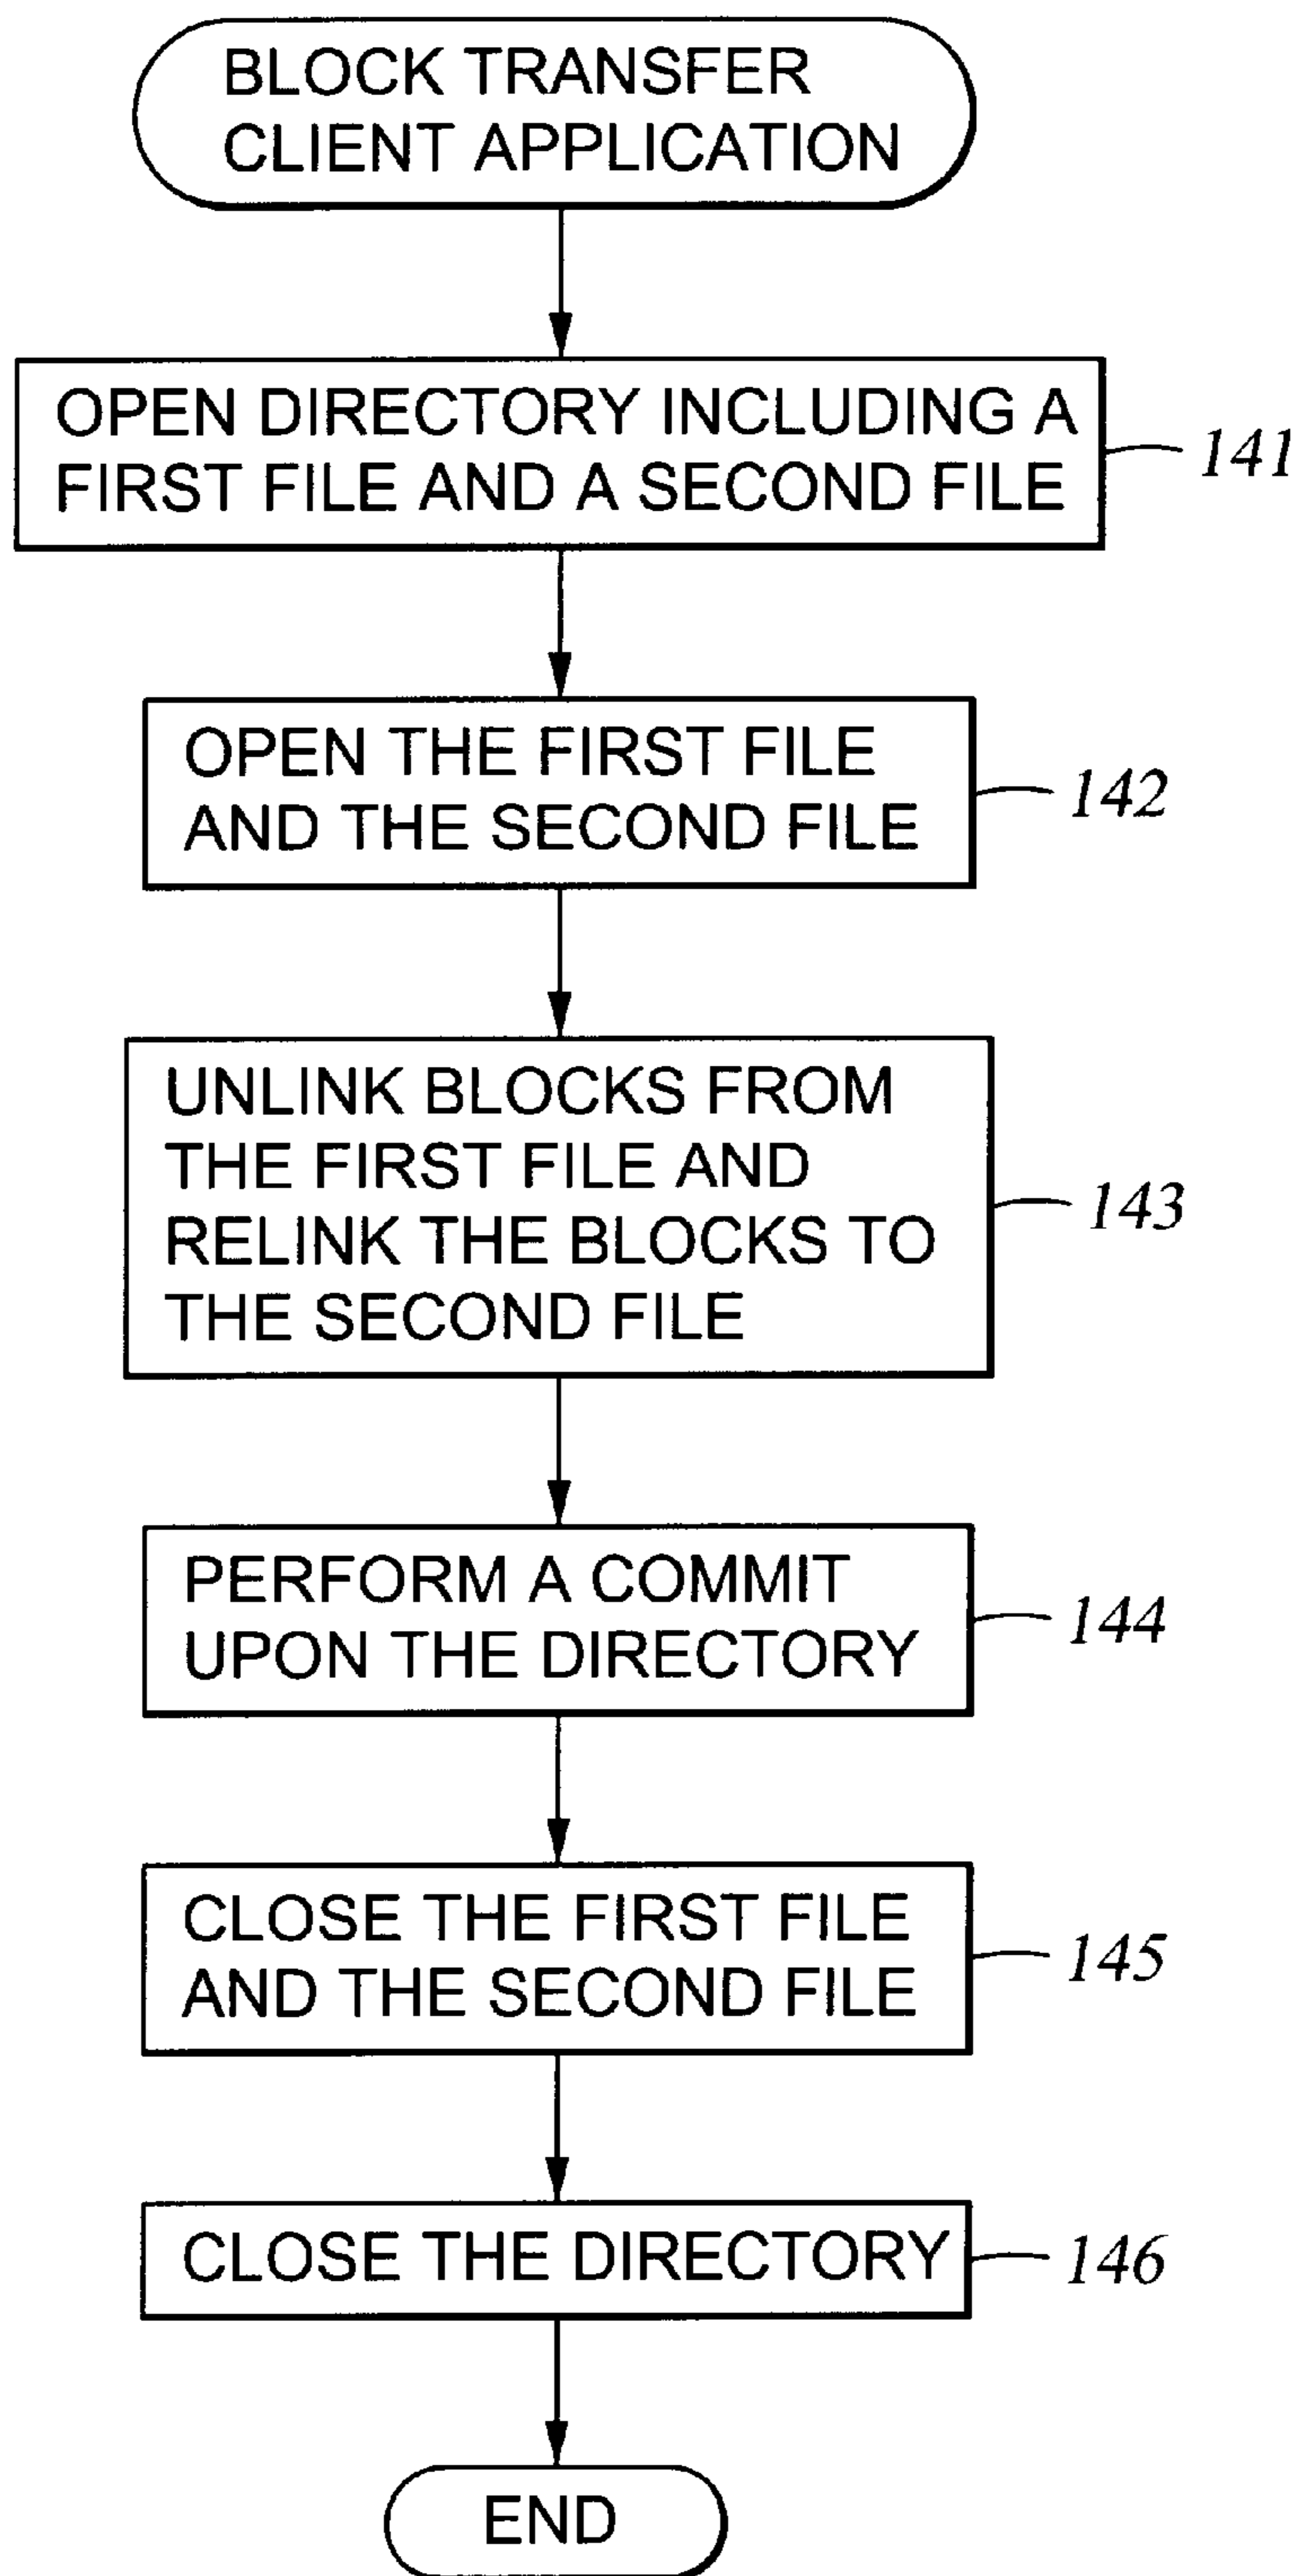 BLOCK TRANSFER
CLIENT APPLICATION
OPEN DIRECTORY INCLUDING A
FIRST FILE AND A SECOND FILE
141
OPEN THE FIRST FILE
AND THE SECOND FILE
142
UNLINK BLOCKS FROM
THE FIRST FILE AND
RELINK THE BLOCKS TO
THE SECOND FILE
143
PERFORM A COMMIT
UPON THE DIRECTORY
144
CLOSE THE FIRST FILE
AND THE SECOND FILE
145
CLOSE THE DIRECTORY
146
END